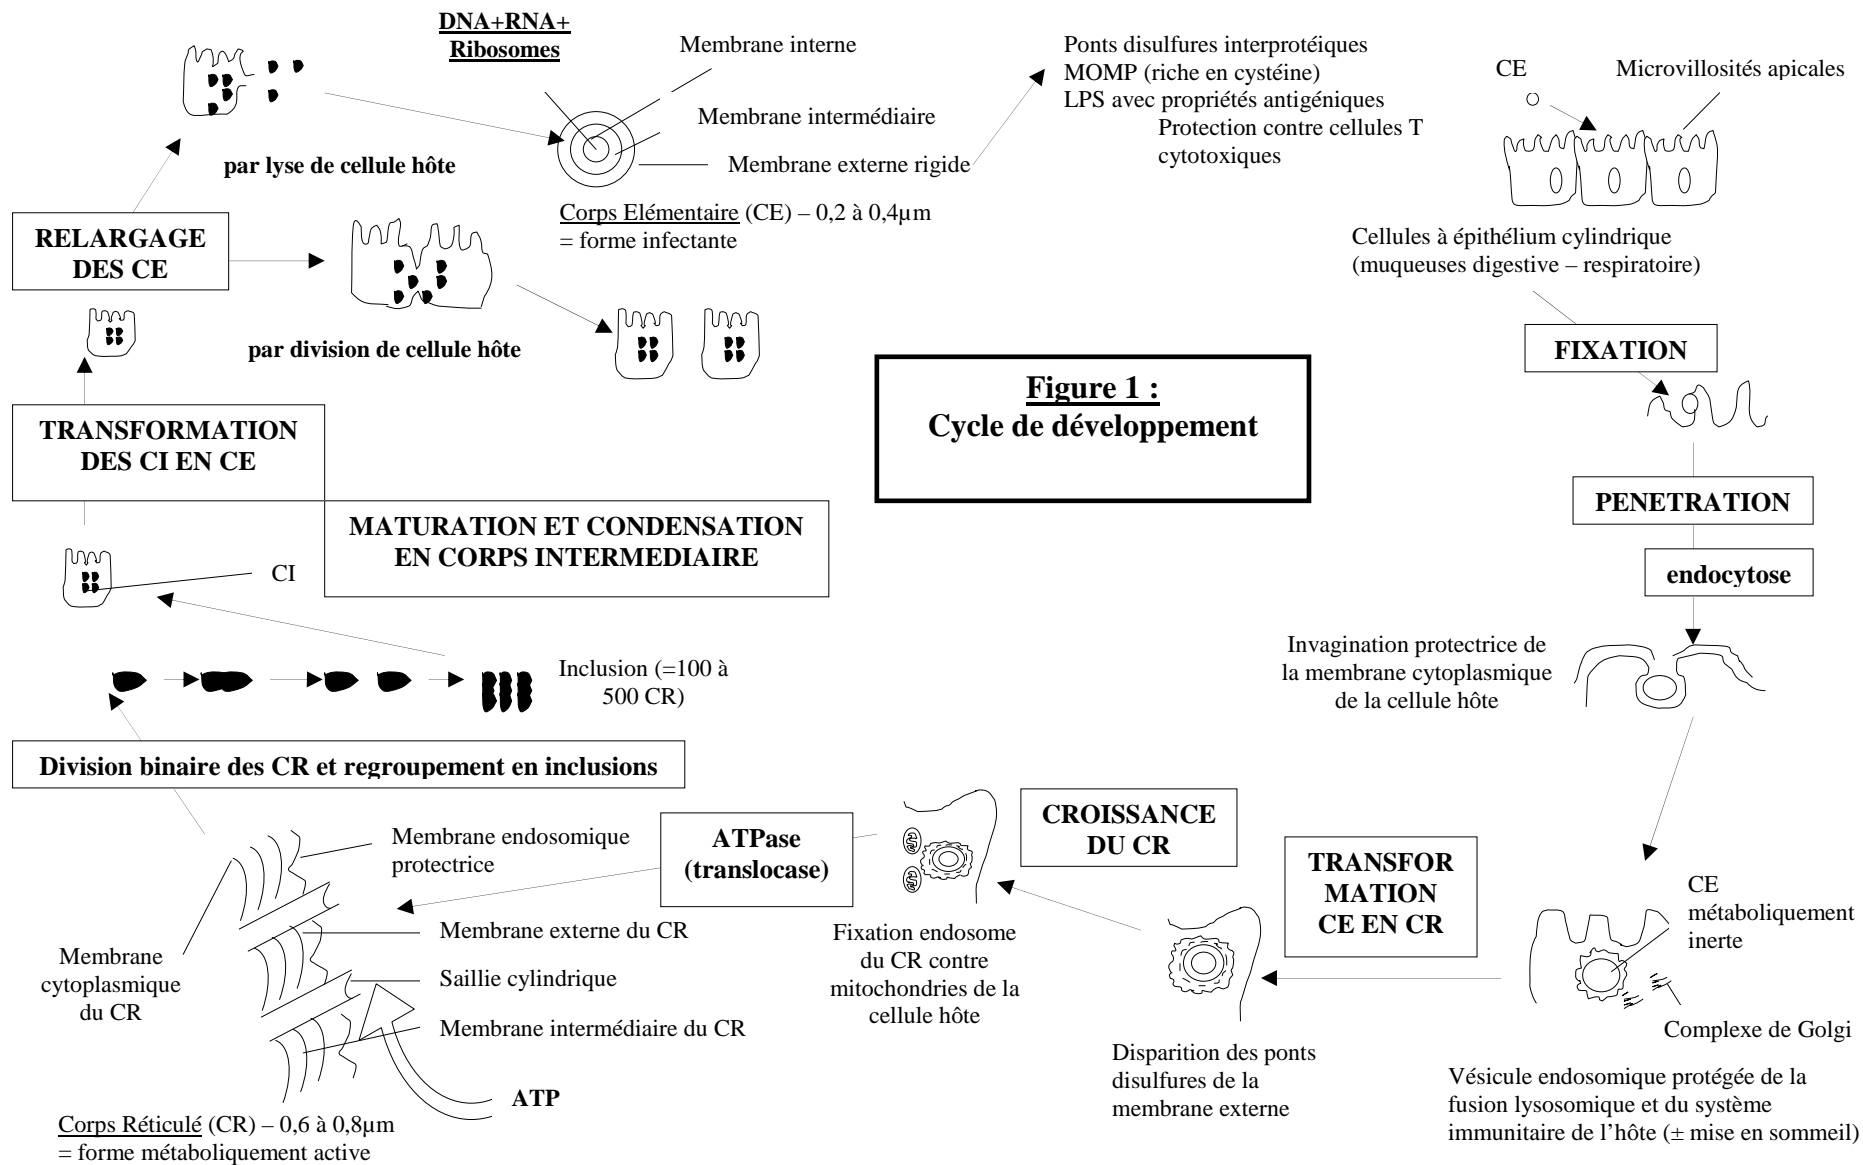 DNA+RNA+
Ribosomes
Membrane interne
Membrane intermédiaire
Membrane externe rigide
Ponts disulfures interprotéiques
MOMP (riche en cystéine)
LPS avec propriétés antigéniques
Protection contre cellules T
cytotoxiques
CE
Microvillosités apicales
par lyse de cellule hôte
Corps Elémentaire (CE) – 0,2 à 0,4µm
= forme infectante
RELARGAGE
DES CE
Cellules à épithélium cylindrique
(muqueuses digestive – respiratoire)
par division de cellule hôte
FIXATION
Figure 1 :
Cycle de développement
TRANSFORMATION
DES CI EN CE
PENETRATION
MATURATION ET CONDENSATION
EN CORPS INTERMEDIAIRE
CI
endocytose
Invagination protectrice de
la membrane cytoplasmique
de la cellule hôte
Inclusion (=100 à
500 CR)
Division binaire des CR et regroupement en inclusions
Membrane endosomique
protectrice
ATPase
(translocase)
CROISSANCE
DU CR
TRANSFOR
MATION
CE EN CR
CE
métaboliquement
inerte
Membrane
cytoplasmique
du CR
Membrane externe du CR
Saillie cylindrique
Membrane intermédiaire du CR
Fixation endosome
du CR contre
mitochondries de la
cellule hôte
Complexe de Golgi
Disparition des ponts
disulfures de la
membrane externe
Vésicule endosomique protégée de la
fusion lysosomique et du système
immunitaire de l’hôte (± mise en sommeil)
ATP
Corps Réticulé (CR) – 0,6 à 0,8µm
= forme métaboliquement active